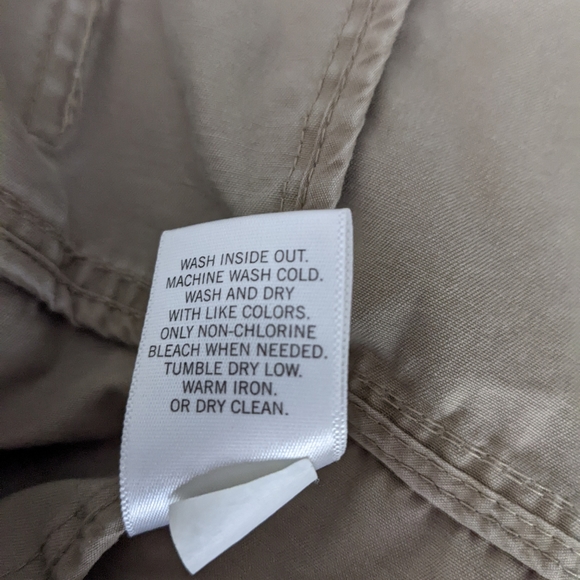 WASH INSIDE OUT.
MACHINE WASH COLD.
WASH AND DRY
WITH LIKE COLORS.
ONLY NON-CHLORINE
BLEACH WHEN NEEDED.
TUMBLE DRY LOW.
WARM IRON.
OR DRY CLEAN.